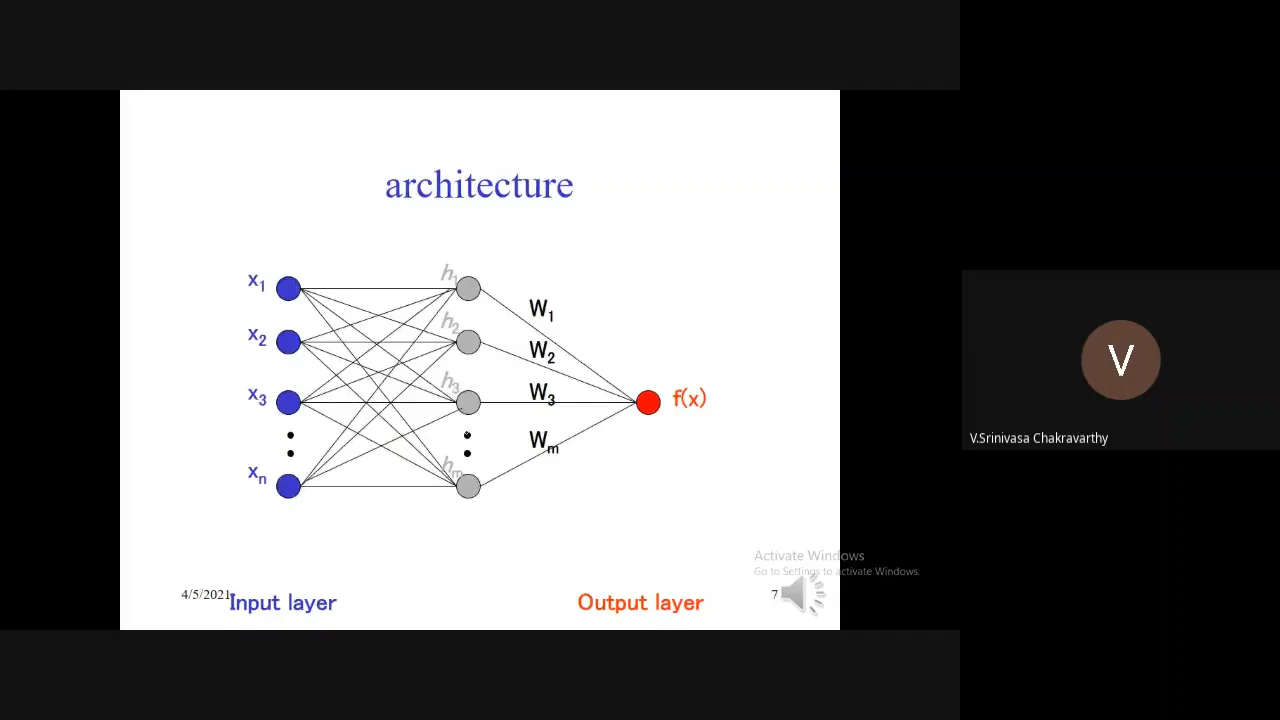 architecture
x1
h1
W1
x2
h2
W2
x3
h3
W3
f(x)
Wm
xn
hm
V
V.Srinivasa Chakravarthy
Activate Windows
Go to Settings to activate Windows.
4/5/2021
Input layer
Output layer
7